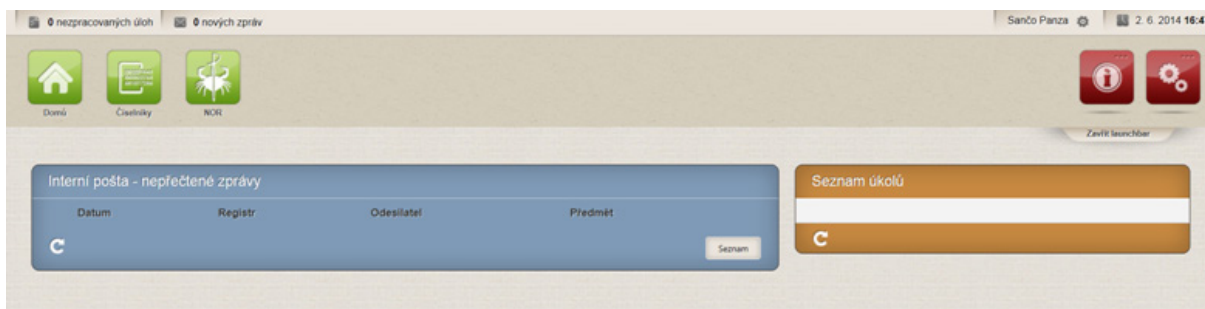 0 nezpracovaných úloh 0 nových zpráv Sančo Panza 2. 6. 2014 16:4
Domů Číselníky NOR
Zavřít launchbar
Interní pošta - nepřečtené zprávy Seznam úkolů
Datum Registr Odesílatel Předmět
Seznam